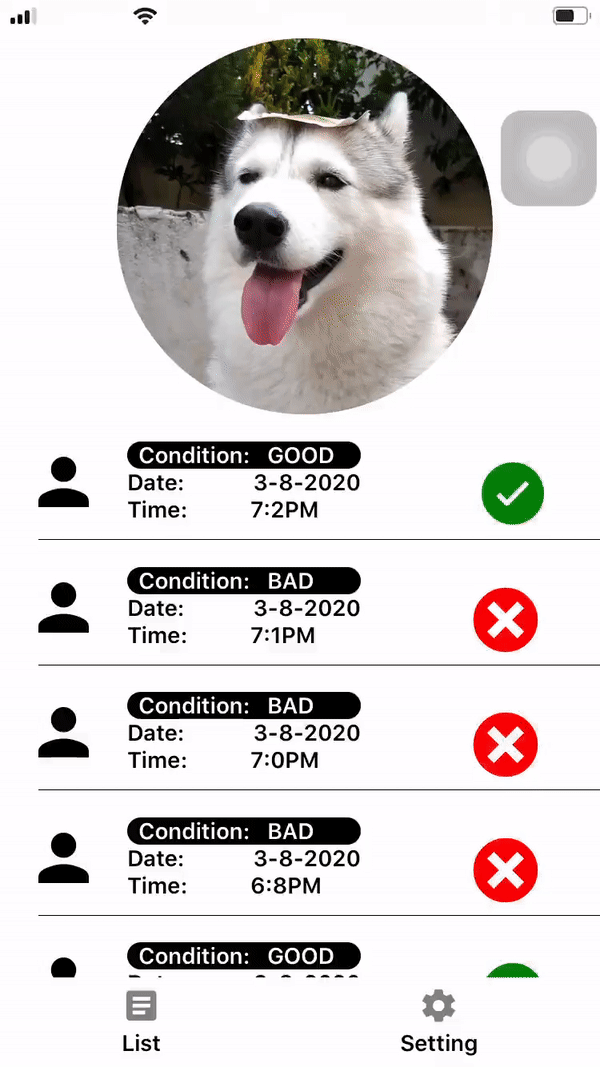 Condition: GOOD
Date: 3-8-2020
Time: 7:2PM
Condition: BAD
Date: 3-8-2020
Time: 7:1PM
Condition: BAD
Date: 3-8-2020
Time: 7:0PM
Condition: BAD
Date: 3-8-2020
Time: 6:8PM
Condition: GOOD
List
Setting